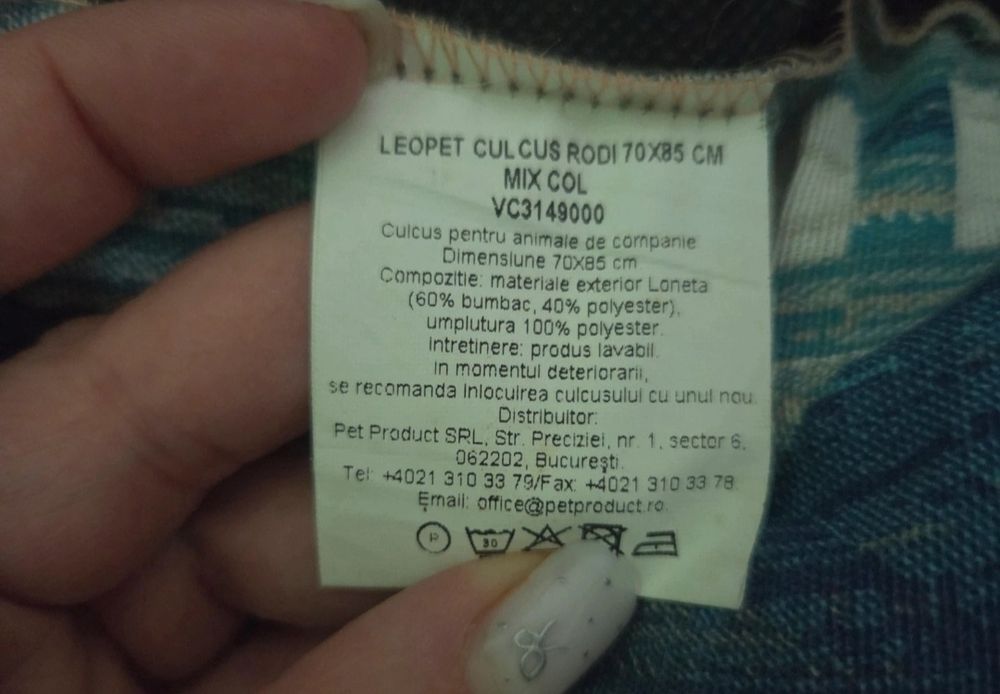 LEOPET CULCUS RODI 70X85 CM
MIX COL
VC3149000
Culcus pentru animale de companie
Dimensiune 70X85 cm
Compozitie: materiale exterior Loneta
(60% bumbac, 40% polyester),
umplutura 100% polyester.
Intretinere: produs lavabil.
In momentul deteriorarii,
se recomanda inlocuirea culcusului cu unul nou.
Distribuitor:
Pet Product SRL, Str. Preciziei, nr. 1, sector 6,
062202, Bucureşti.
Tel: +4021 310 33 79/Fax: +4021 310 33 78
Email: office@petproduct.ro.
P 30